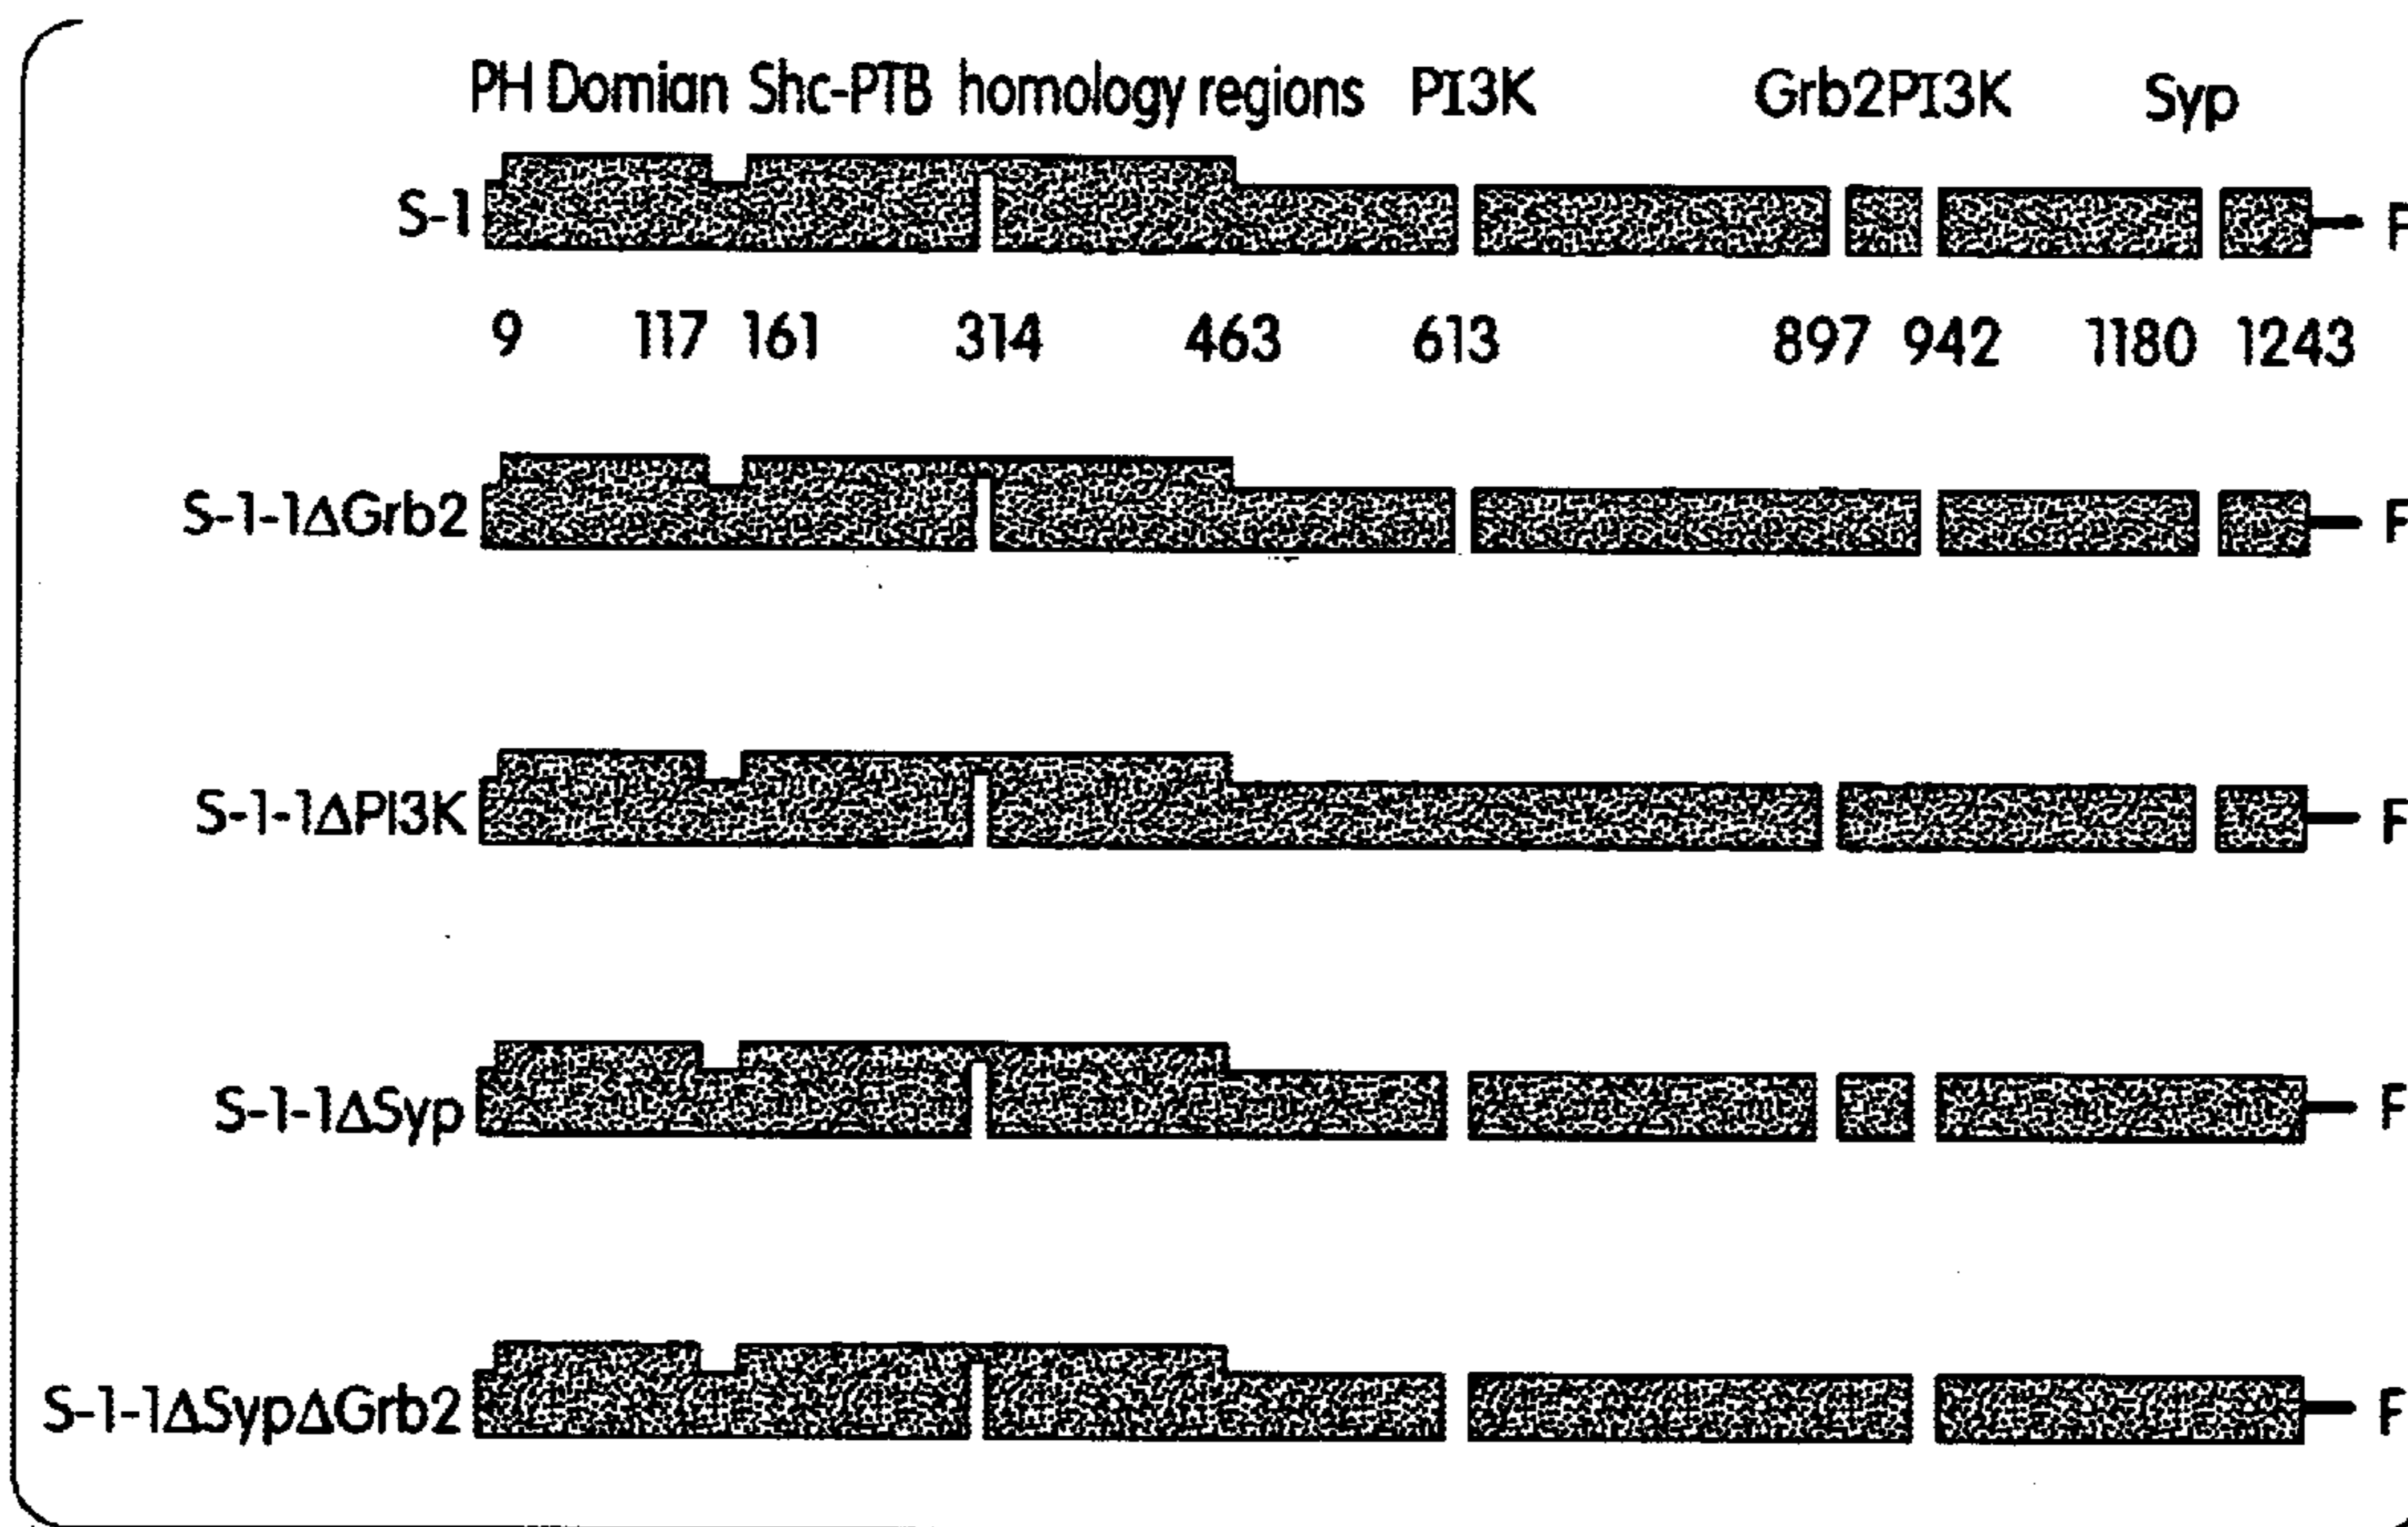 PH Domian Shc-PTB homology regions PI3K Grb2PI3K Syp
S-1 F
9 117 161 314 463 613 897 942 1180 1243
S-1-1ΔGrb2 F
S-1-1ΔPI3K F
S-1-1ΔSyp F
S-1-1ΔSypΔGrb2 F